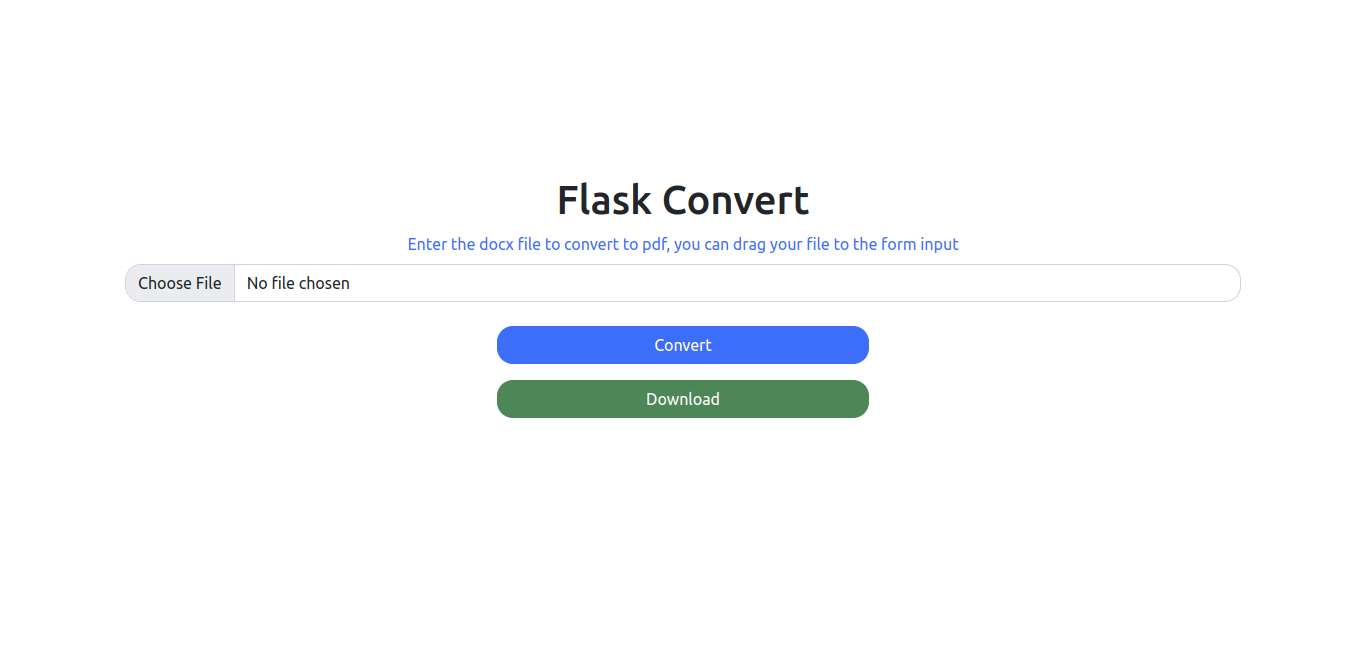 Flask Convert
Enter the docx file to convert to pdf, you can drag your file to the form input
Choose File No file chosen
Convert
Download